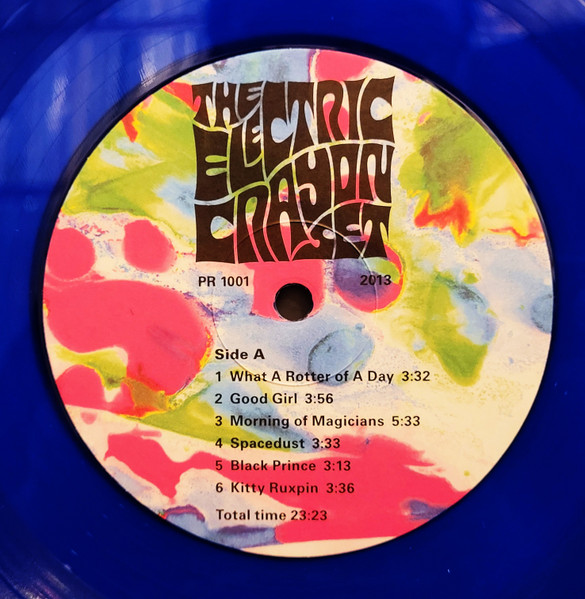 THE ELECTRIC
CRAYON
SET
PR 1001 2013
Side A
1 What A Rotter of A Day 3:32
2 Good Girl 3:56
3 Morning of Magicians 5:33
4 Spacedust 3:33
5 Black Prince 3:13
6 Kitty Ruxpin 3:36
Total time 23:23